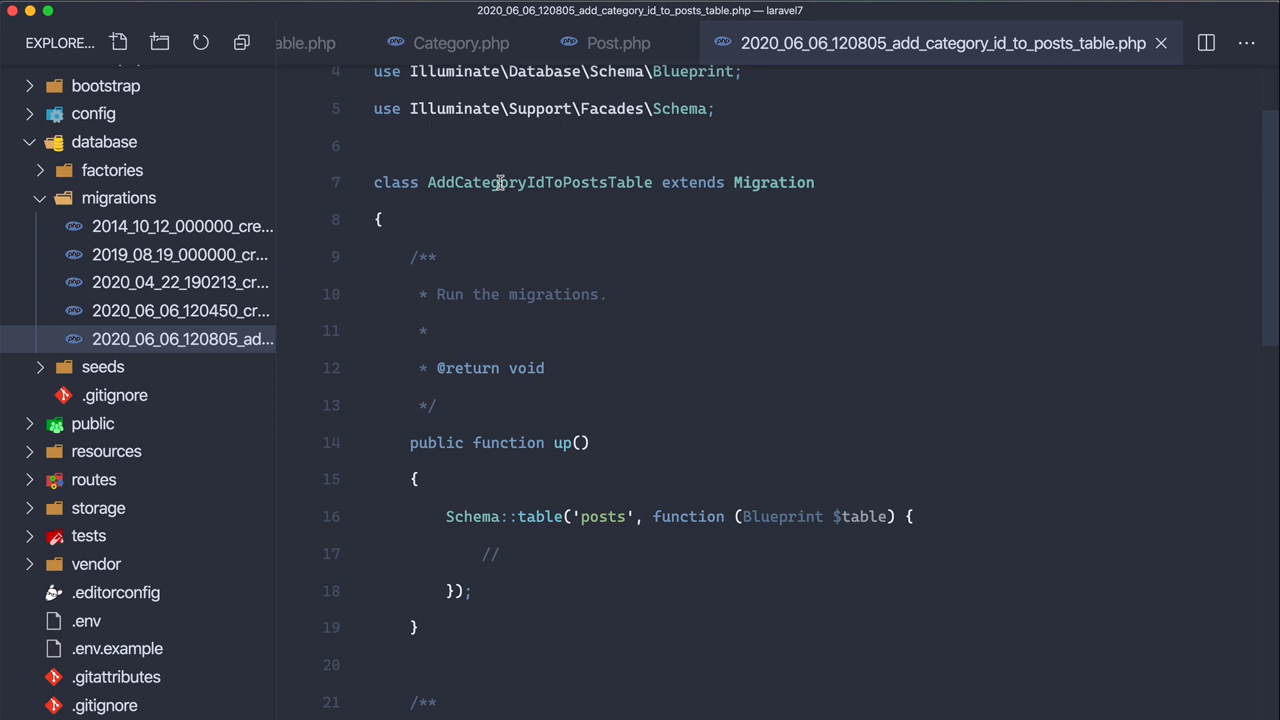 2020_06_06_120805_add_category_id_to_posts_table.php — laravel7
EXPLORE...
able.php
Category.php
Post.php
2020_06_06_120805_add_category_id_to_posts_table.php
bootstrap
config
database
factories
migrations
2014_10_12_000000_cre...
2019_08_19_000000_cr...
2020_04_22_190213_cr...
2020_06_06_120450_cr...
2020_06_06_120805_ad...
seeds
.gitignore
public
resources
routes
storage
tests
vendor
.editorconfig
.env
.env.example
.gitattributes
.gitignore
4 use Illuminate\Database\Schema\Blueprint;
5 use Illuminate\Support\Facades\Schema;
6
7 class AddCategoryIdToPostsTable extends Migration
8 {
9 /**
10 * Run the migrations.
11 *
12 * @return void
13 */
14 public function up()
15 {
16 Schema::table('posts', function (Blueprint $table) {
17 //
18 });
19 }
20
21 /**